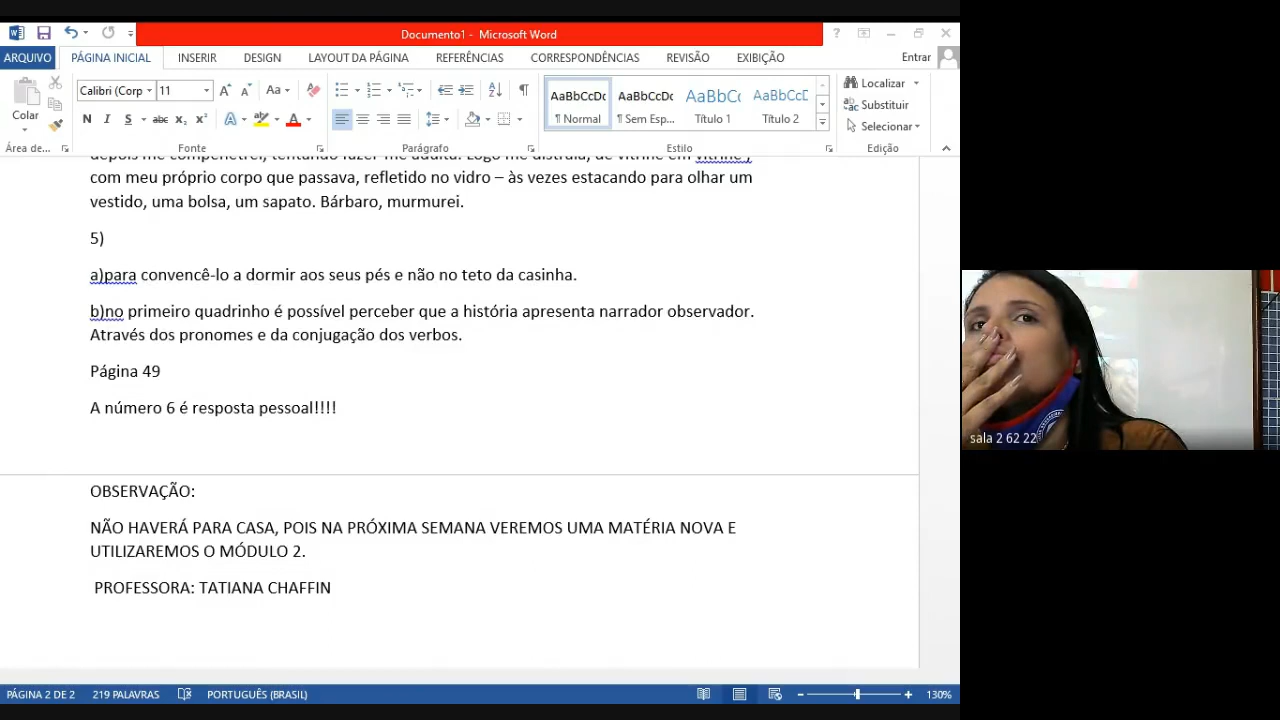 Documento1 - Microsoft Word
ARQUIVO PÁGINA INICIAL INSERIR DESIGN LAYOUT DA PÁGINA REFERÊNCIAS CORRESPONDÊNCIAS REVISÃO EXIBIÇÃO Entrar
Calibri (Corp 11 Aa Localizar
Substituir
Colar N I S abc x₂ x² A A Selecionar
AaBbCcDc AaBbCcDc AaBbCc AaBbCcD
¶ Normal ¶ Sem Esp... Título 1 Título 2
Área de... Fonte Parágrafo Estilo Edição
com meu próprio corpo que passava, refletido no vidro – às vezes estacando para olhar um
vestido, uma bolsa, um sapato. Bárbaro, murmurei.
5)
a)para convencê-lo a dormir aos seus pés e não no teto da casinha.
b)no primeiro quadrinho é possível perceber que a história apresenta narrador observador.
Através dos pronomes e da conjugação dos verbos.
Página 49
A número 6 é resposta pessoal!!!!
OBSERVAÇÃO:
NÃO HAVERÁ PARA CASA, POIS NA PRÓXIMA SEMANA VEREMOS UMA MATÉRIA NOVA E
UTILIZAREMOS O MÓDULO 2.
PROFESSORA: TATIANA CHAFFIN
sala 2 62 22
PÁGINA 2 DE 2 219 PALAVRAS PORTUGUÊS (BRASIL) 130%